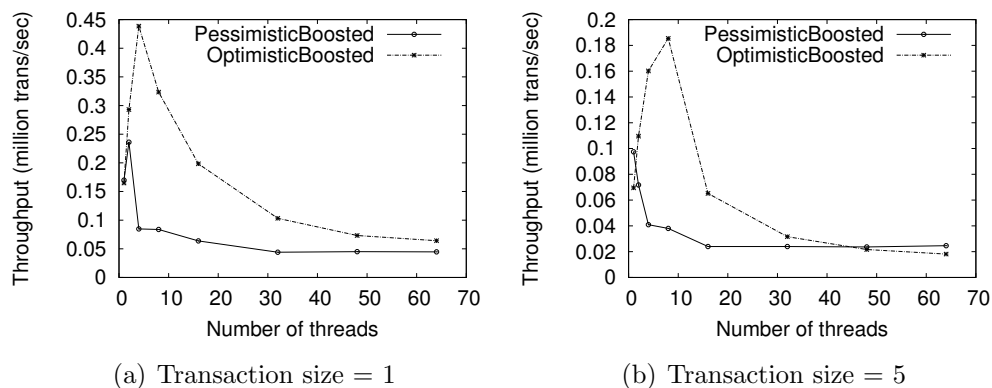 Throughput (million trans/sec)
0.45
0.4
0.35
0.3
0.25
0.2
0.15
0.1
0.05
0
PessimisticBoosted
OptimisticBoosted
0 10 20 30 40 50 60 70
Number of threads
(a) Transaction size = 1
Throughput (million trans/sec)
0.2
0.18
0.16
0.14
0.12
0.1
0.08
0.06
0.04
0.02
0
PessimisticBoosted
OptimisticBoosted
0 10 20 30 40 50 60 70
Number of threads
(b) Transaction size = 5